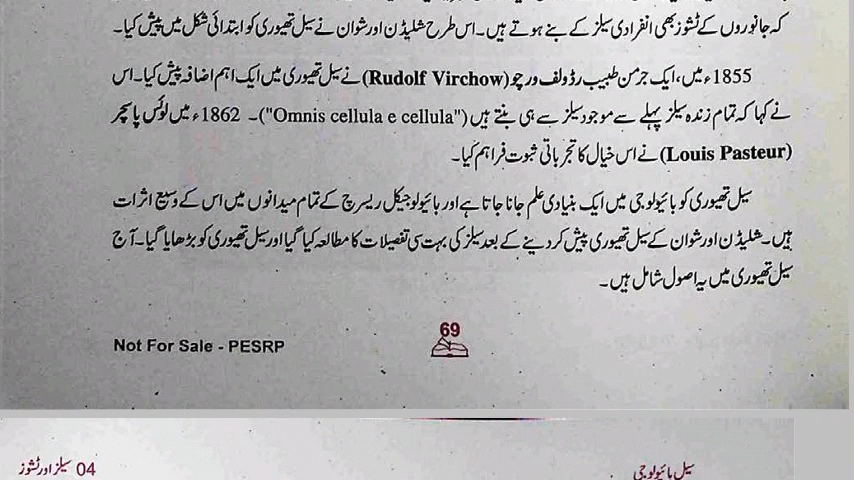 کہ جانوروں کے ٹشوز بھی انفرادی سیلز کے بنے ہوتے ہیں۔ اس طرح شلیڈن اور شوان نے سیل تھیوری کو ابتدائی شکل میں پیش کیا۔
1855ء میں، ایک جرمن طبیب رڈولف ورچو (Rudolf Virchow) نے سیل تھیوری میں ایک اہم اضافہ پیش کیا۔ اس
نے کہا کہ تمام زندہ سیلز پہلے سے موجود سیلز سے ہی بنتے ہیں ("Omnis cellula e cellula")۔ 1862ء میں لوئس پاسچر
(Louis Pasteur) نے اس خیال کا تجرباتی ثبوت فراہم کیا۔
سیل تھیوری کو بائیولوجی میں ایک بنیادی علم جانا جاتا ہے اور بائیولوجیکل ریسرچ کے تمام میدانوں میں اس کے وسیع اثرات
ہیں۔ شلیڈن اور شوان کے سیل تھیوری پیش کر دینے کے بعد سیلز کی بہت سی تفصیلات کا مطالعہ کیا گیا اور سیل تھیوری کو بڑھایا گیا۔ آج
سیل تھیوری میں یہ اصول شامل ہیں۔
69
Not For Sale - PESRP
سیل بائیولوجی
04 سیلز اور ٹشوز